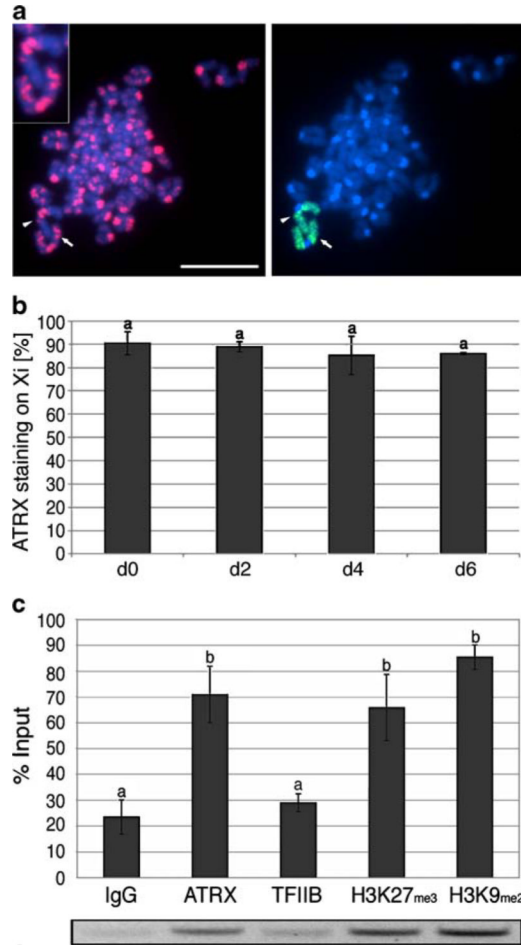 a
b
ATRX staining on Xi [%]
100
90
80
70
60
50
40
30
20
10
0
a a a a
d0 d2 d4 d6
c
% Input
100
90
80
70
60
50
40
30
20
10
0
a b a b b
IgG ATRX TFIIB H3K27me3 H3K9me2